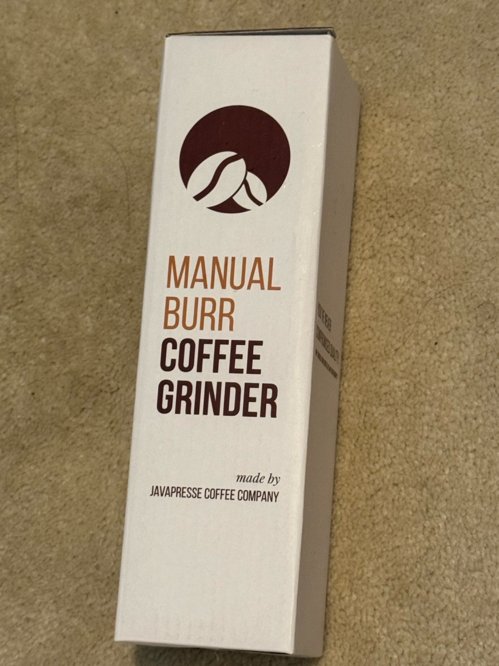 MANUAL
BURR
COFFEE
GRINDER
made by
JAVAPRESSE COFFEE COMPANY